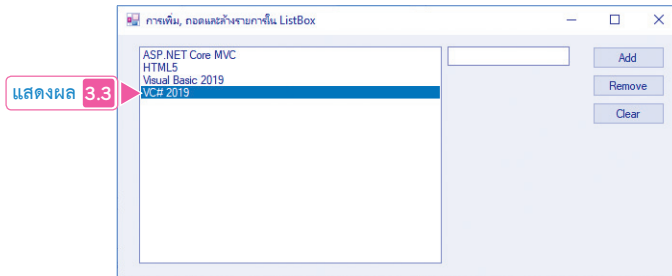 การเพิ่ม, ถอดและล้างรายการใน ListBox
ASP.NET Core MVC
HTML5
Visual Basic 2019
VC# 2019
Add
Remove
Clear
แสดงผล 3.3